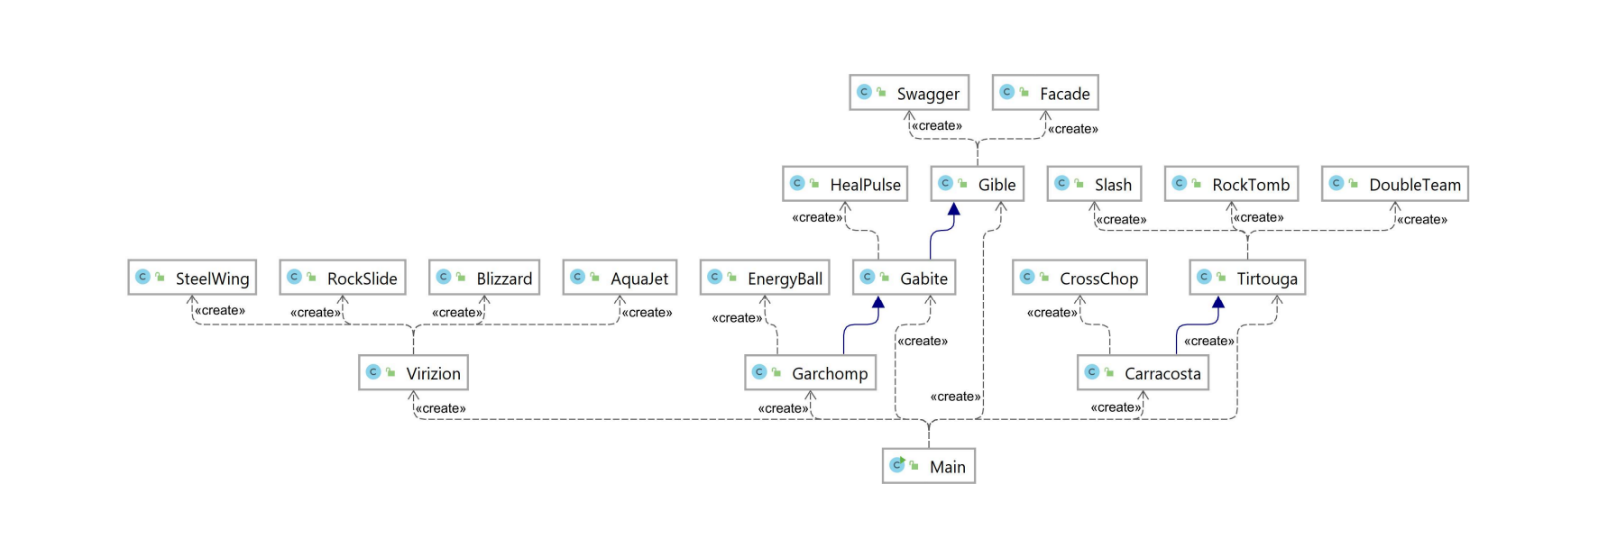 Swagger
Facade
«create»
«create»
HealPulse
Gible
Slash
RockTomb
DoubleTeam
«create»
«create»
«create»
«create»
SteelWing
RockSlide
Blizzard
AquaJet
EnergyBall
Gabite
CrossChop
Tirtouga
«create»
«create»
«create»
«create»
«create»
«create»
«create»
«create»
Virizion
Garchomp
Carracosta
«create»
«create»
«create»
«create»
Main